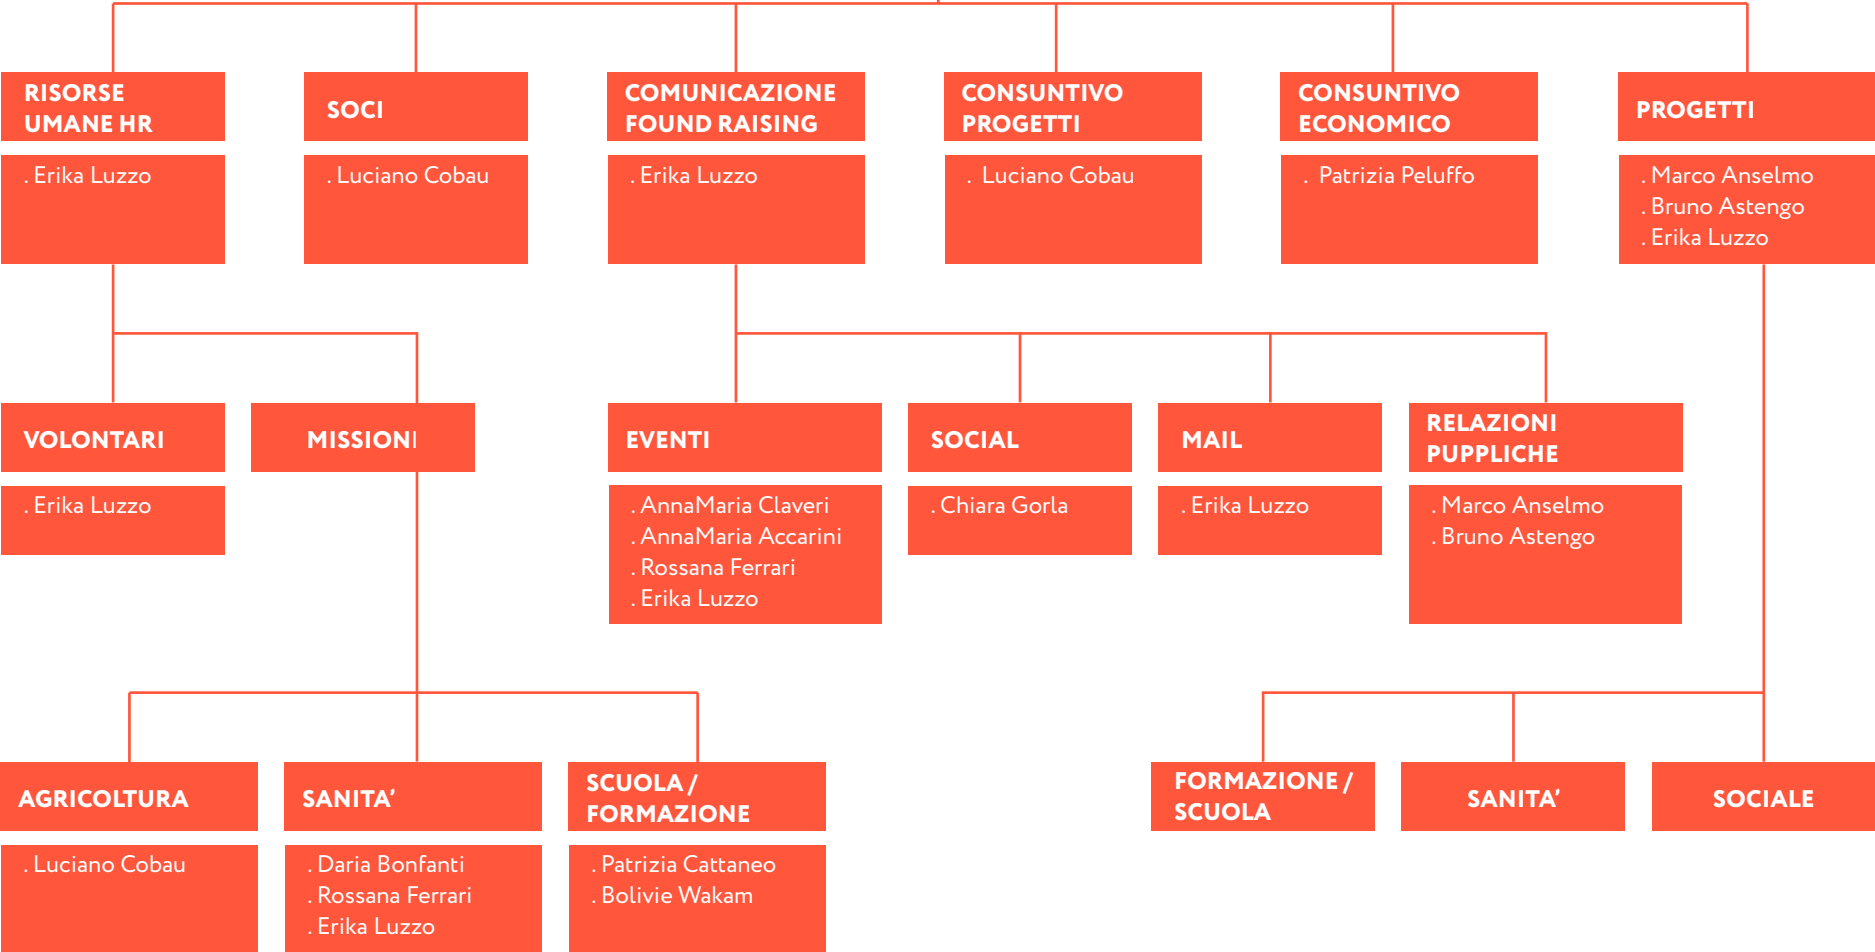 RISORSE
UMANE HR
. Erika Luzzo
SOCI
. Luciano Cobau
COMUNICAZIONE
FOUND RAISING
. Erika Luzzo
CONSUNTIVO
PROGETTI
. Luciano Cobau
CONSUNTIVO
ECONOMICO
. Patrizia Peluffo
PROGETTI
. Marco Anselmo
. Bruno Astengo
. Erika Luzzo
VOLONTARI
. Erika Luzzo
MISSIONI
EVENTI
. AnnaMaria Claveri
. AnnaMaria Accarini
. Rossana Ferrari
. Erika Luzzo
SOCIAL
. Chiara Gorla
MAIL
. Erika Luzzo
RELAZIONI
PUPPLICHE
. Marco Anselmo
. Bruno Astengo
AGRICOLTURA
. Luciano Cobau
SANITA’
. Daria Bonfanti
. Rossana Ferrari
. Erika Luzzo
SCUOLA /
FORMAZIONE
. Patrizia Cattaneo
. Bolivie Wakam
FORMAZIONE /
SCUOLA
SANITA’
SOCIALE